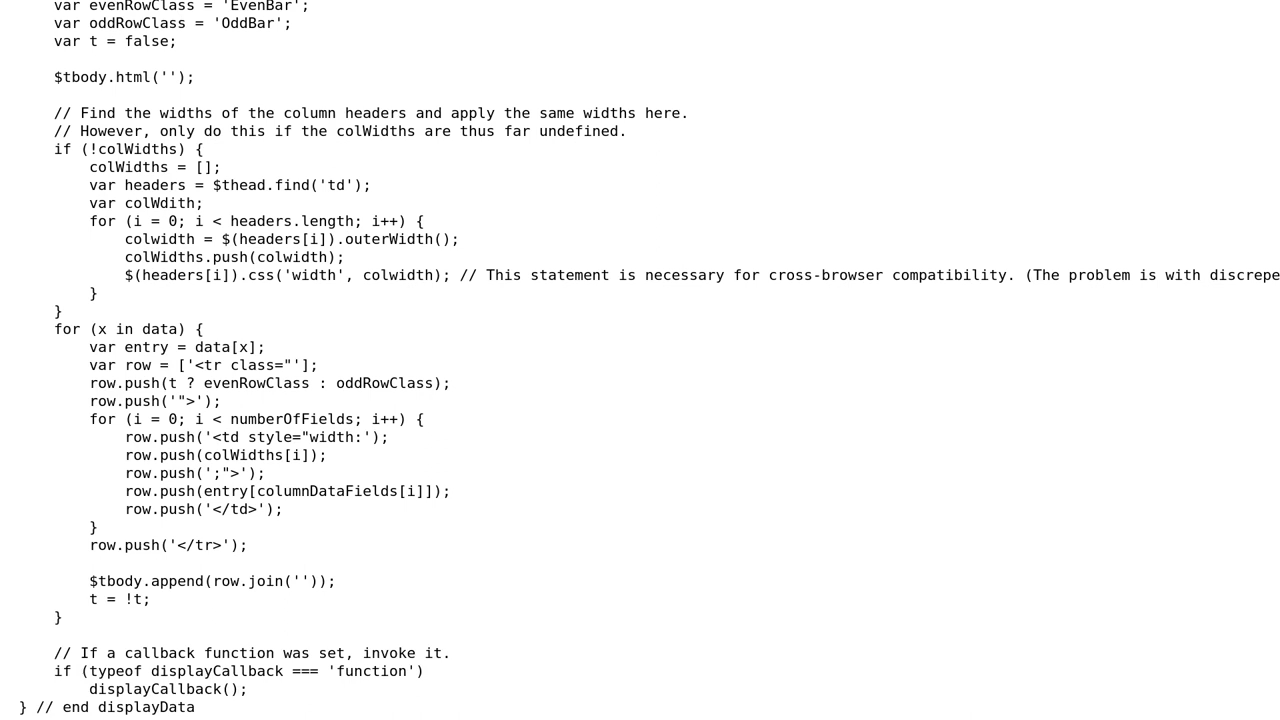 var evenRowClass = 'EvenBar';
var oddRowClass = 'OddBar';
var t = false;
$tbody.html('');
// Find the widths of the column headers and apply the same widths here.
// However, only do this if the colWidths are thus far undefined.
if (!colWidths) {
colWidths = [];
var headers = $thead.find('td');
var colWdith;
for (i = 0; i < headers.length; i++) {
colwidth = $(headers[i]).outerWidth();
colWidths.push(colwidth);
$(headers[i]).css('width', colwidth); // This statement is necessary for cross-browser compatibility. (The problem is with discrepe
}
}
for (x in data) {
var entry = data[x];
var row = ['<tr class="'];
row.push(t ? evenRowClass : oddRowClass);
row.push('">');
for (i = 0; i < numberOfFields; i++) {
row.push('<td style="width:');
row.push(colWidths[i]);
row.push(';">');
row.push(entry[columnDataFields[i]]);
row.push('</td>');
}
row.push('</tr>');
$tbody.append(row.join(''));
t = !t;
}
// If a callback function was set, invoke it.
if (typeof displayCallback === 'function')
displayCallback();
} // end displayData